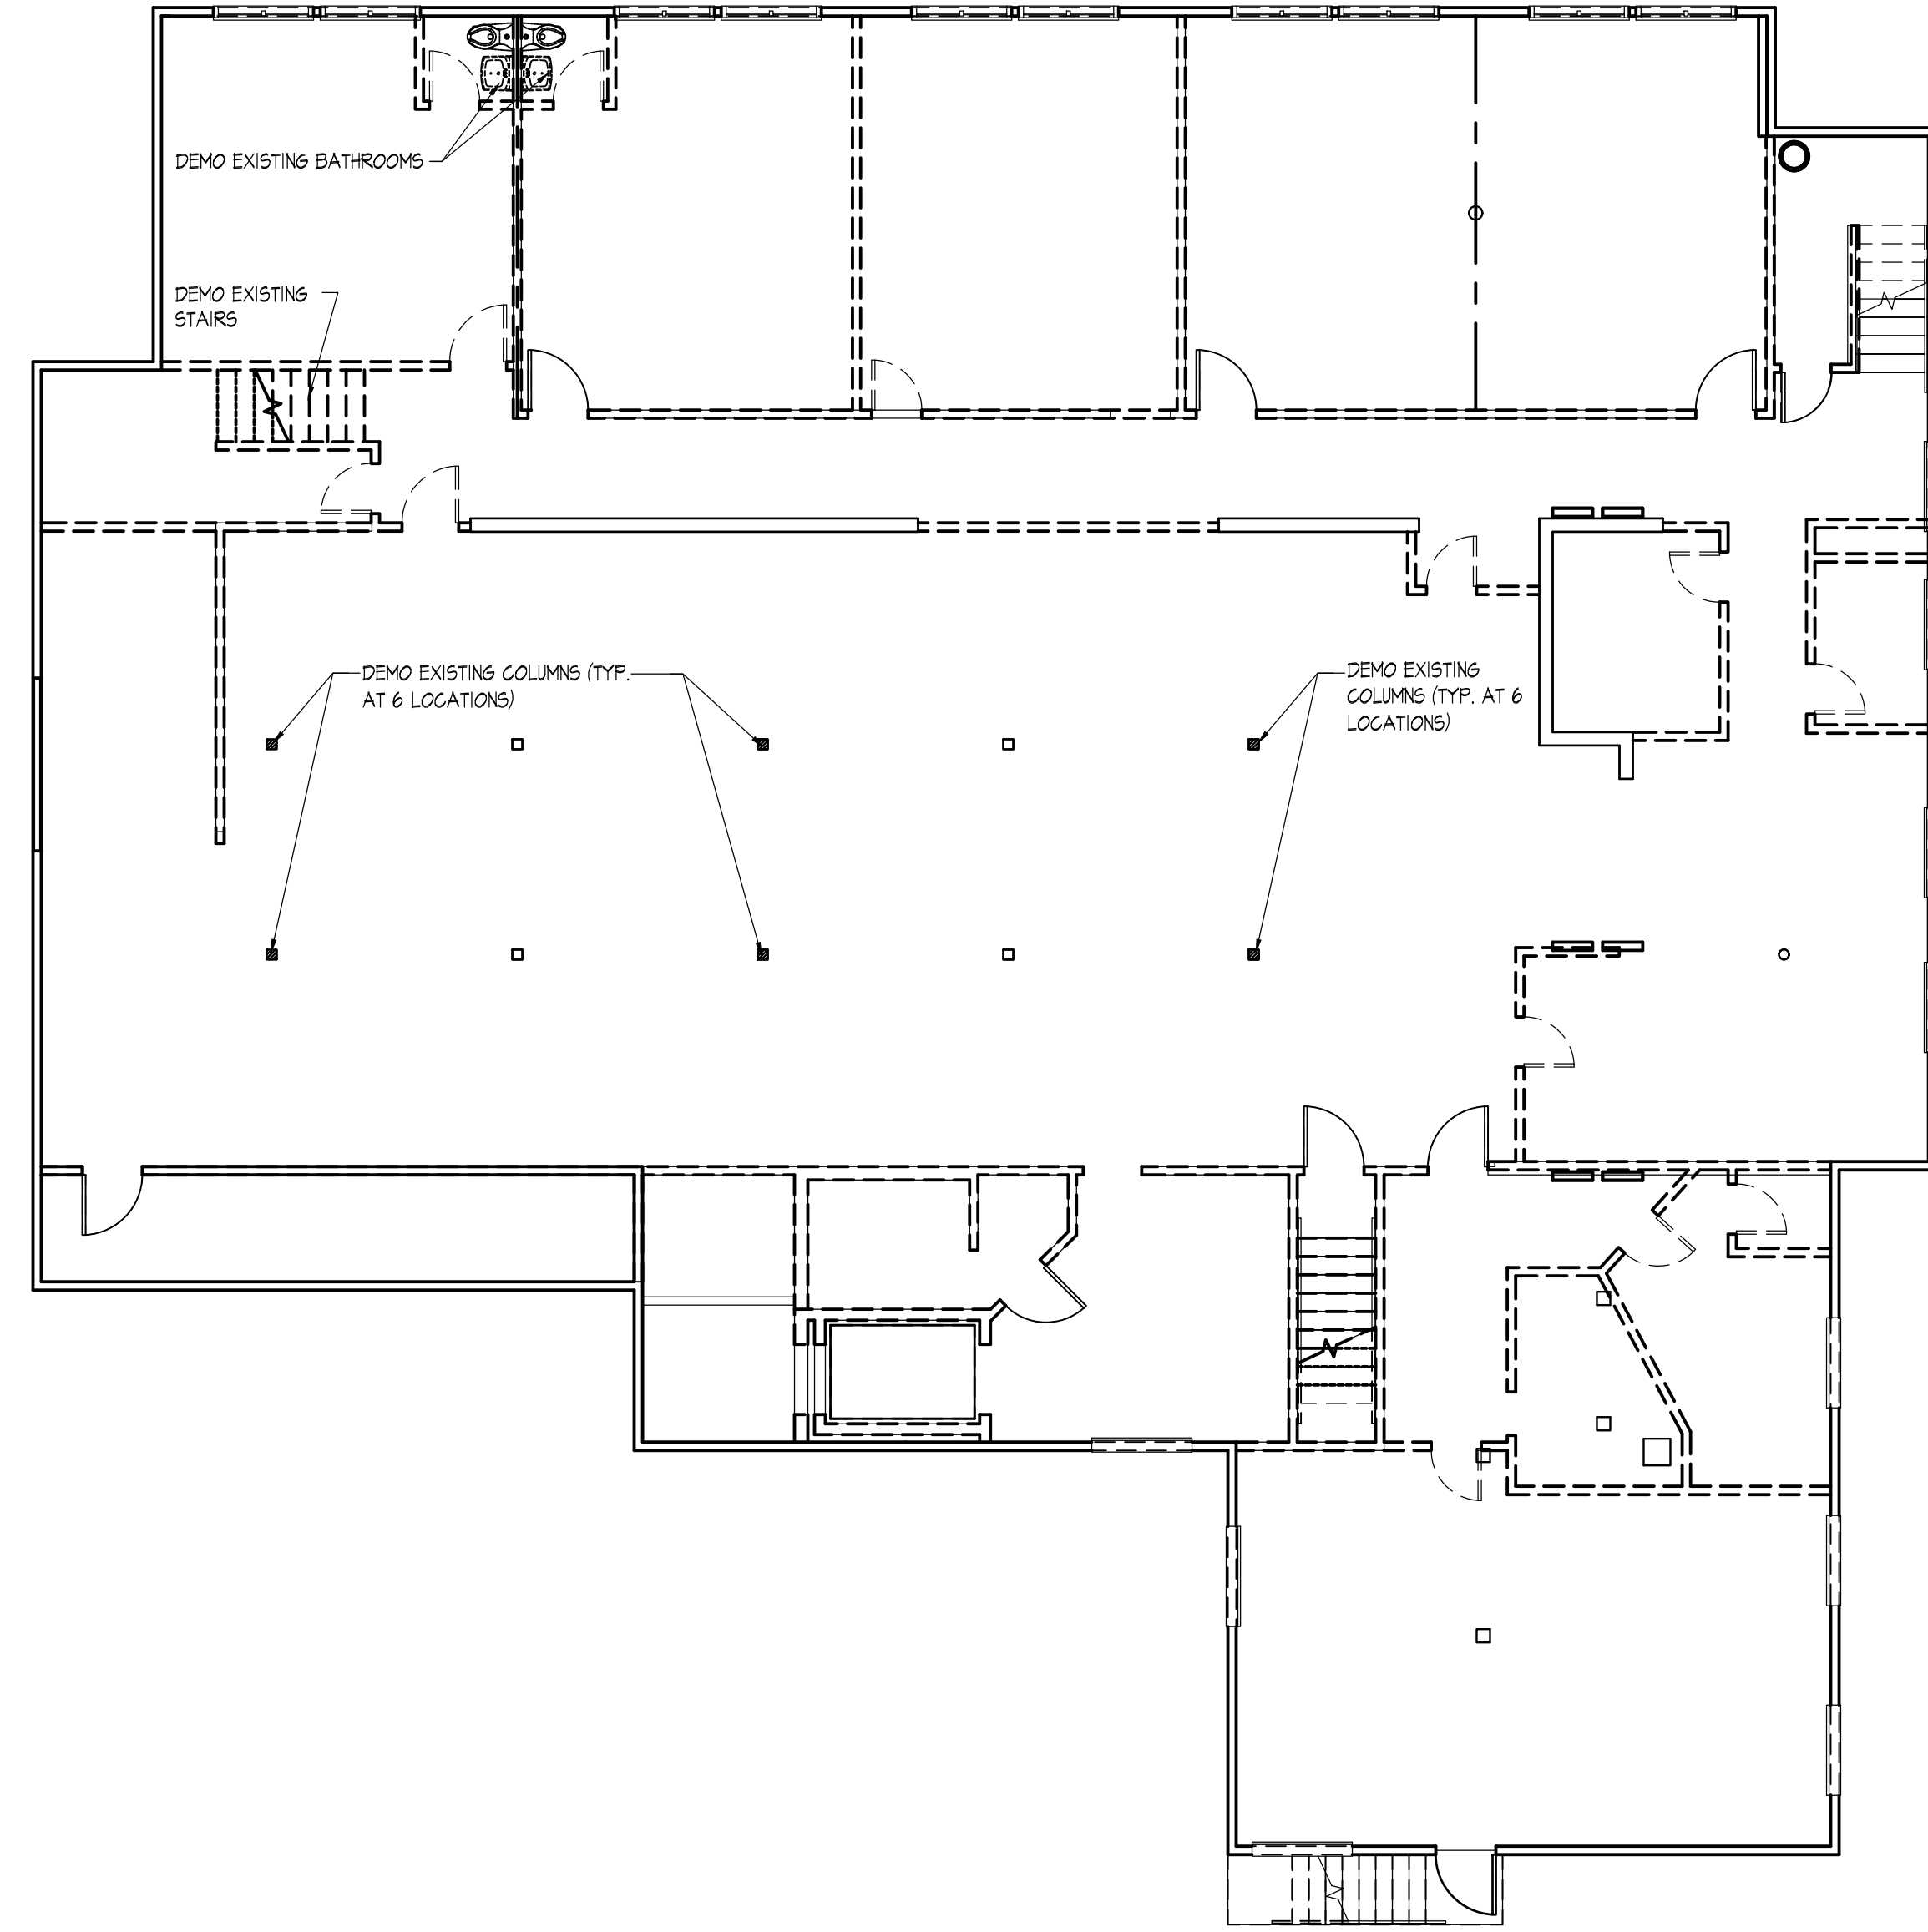 DEMO EXISTING BATHROOMS
DEMO EXISTING
STAIRS
DEMO EXISTING COLUMNS (TYP.
AT 6 LOCATIONS)
DEMO EXISTING
COLUMNS (TYP. AT 6
LOCATIONS)